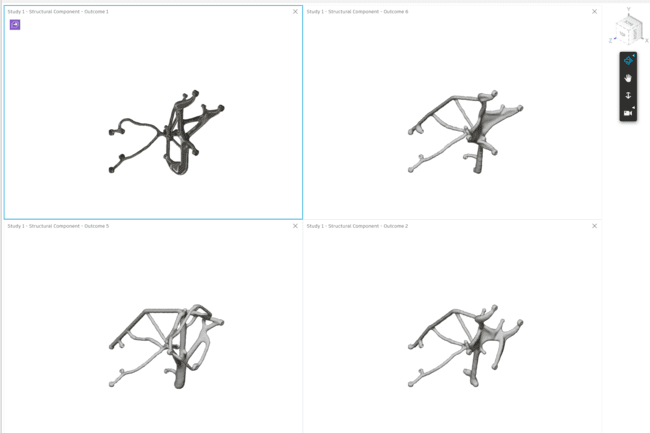 Study 1 - Structural Component - Outcome 1
Study 1 - Structural Component - Outcome 6
Study 1 - Structural Component - Outcome 5
Study 1 - Structural Component - Outcome 2
Y
Z
X